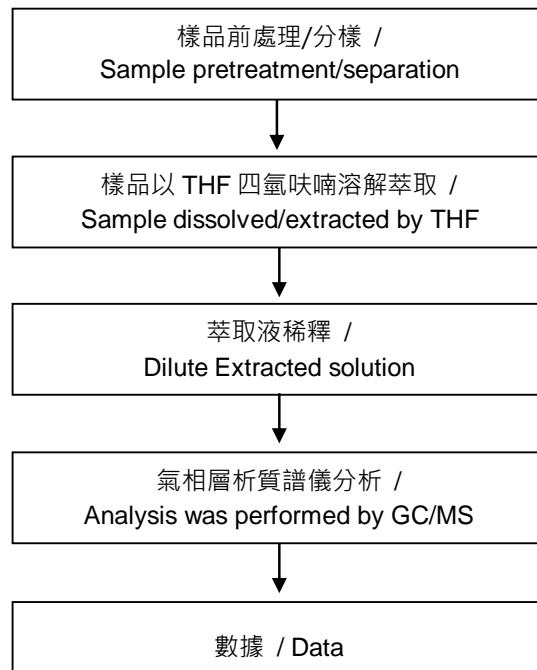 樣品前處理/分樣 /
Sample pretreatment/separation
樣品以 THF 四氫呋喃溶解萃取 /
Sample dissolved/extracted by THF
萃取液稀釋 /
Dilute Extracted solution
氣相層析質譜儀分析 /
Analysis was performed by GC/MS
數據 / Data